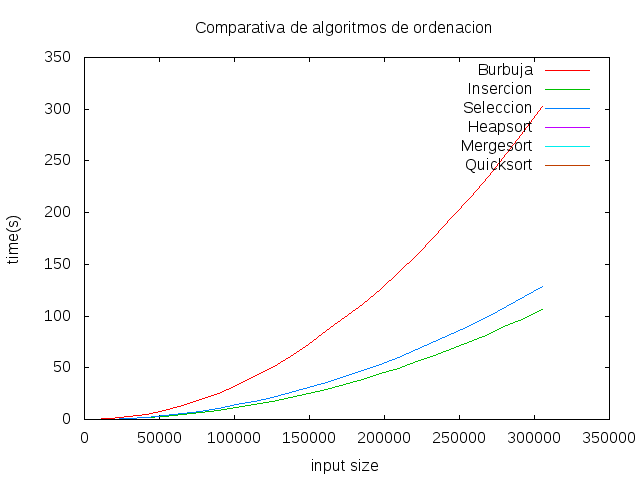 Comparativa de algoritmos de ordenacion
350
300
250
200
150
100
50
0
time(s)
Burbuja
Insercion
Seleccion
Heapsort
Mergesort
Quicksort
0 50000 100000 150000 200000 250000 300000 350000
input size